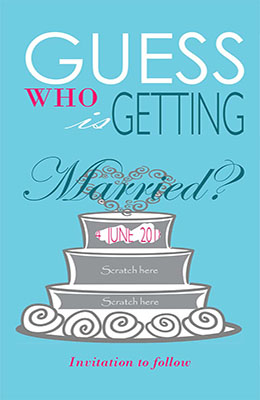 GUESS
WHO is GETTING
Married?
JUNE 201
Scratch here
Scratch here
Invitation to follow